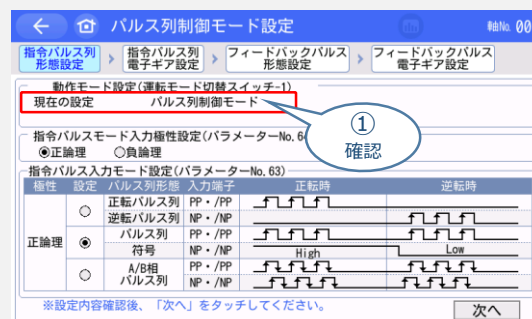 パルス列制御モード設定
軸No. 00
指令パルス列
形態設定
指令パルス列
電子ギア設定
フィードバックパルス
形態設定
フィードバックパルス
電子ギア設定
動作モード設定(運転モード切替スイッチ-1)
現在の設定 パルス列制御モード
①
確認
指令パルスモード入力極性設定(パラメーターNo.6
正論理 負論理
指令パルス入力モード設定(パラメーターNo.63)
極性 設定 パルス列形態 入力端子 正転時 逆転時
正論理
正転パルス列 PP・/PP
逆転パルス列 NP・/NP
パルス列 PP・/PP
符号 NP・/NP High Low
A/B相
パルス列
PP・/PP
NP・/NP
※設定内容確認後、「次へ」をタッチしてください。
次へ